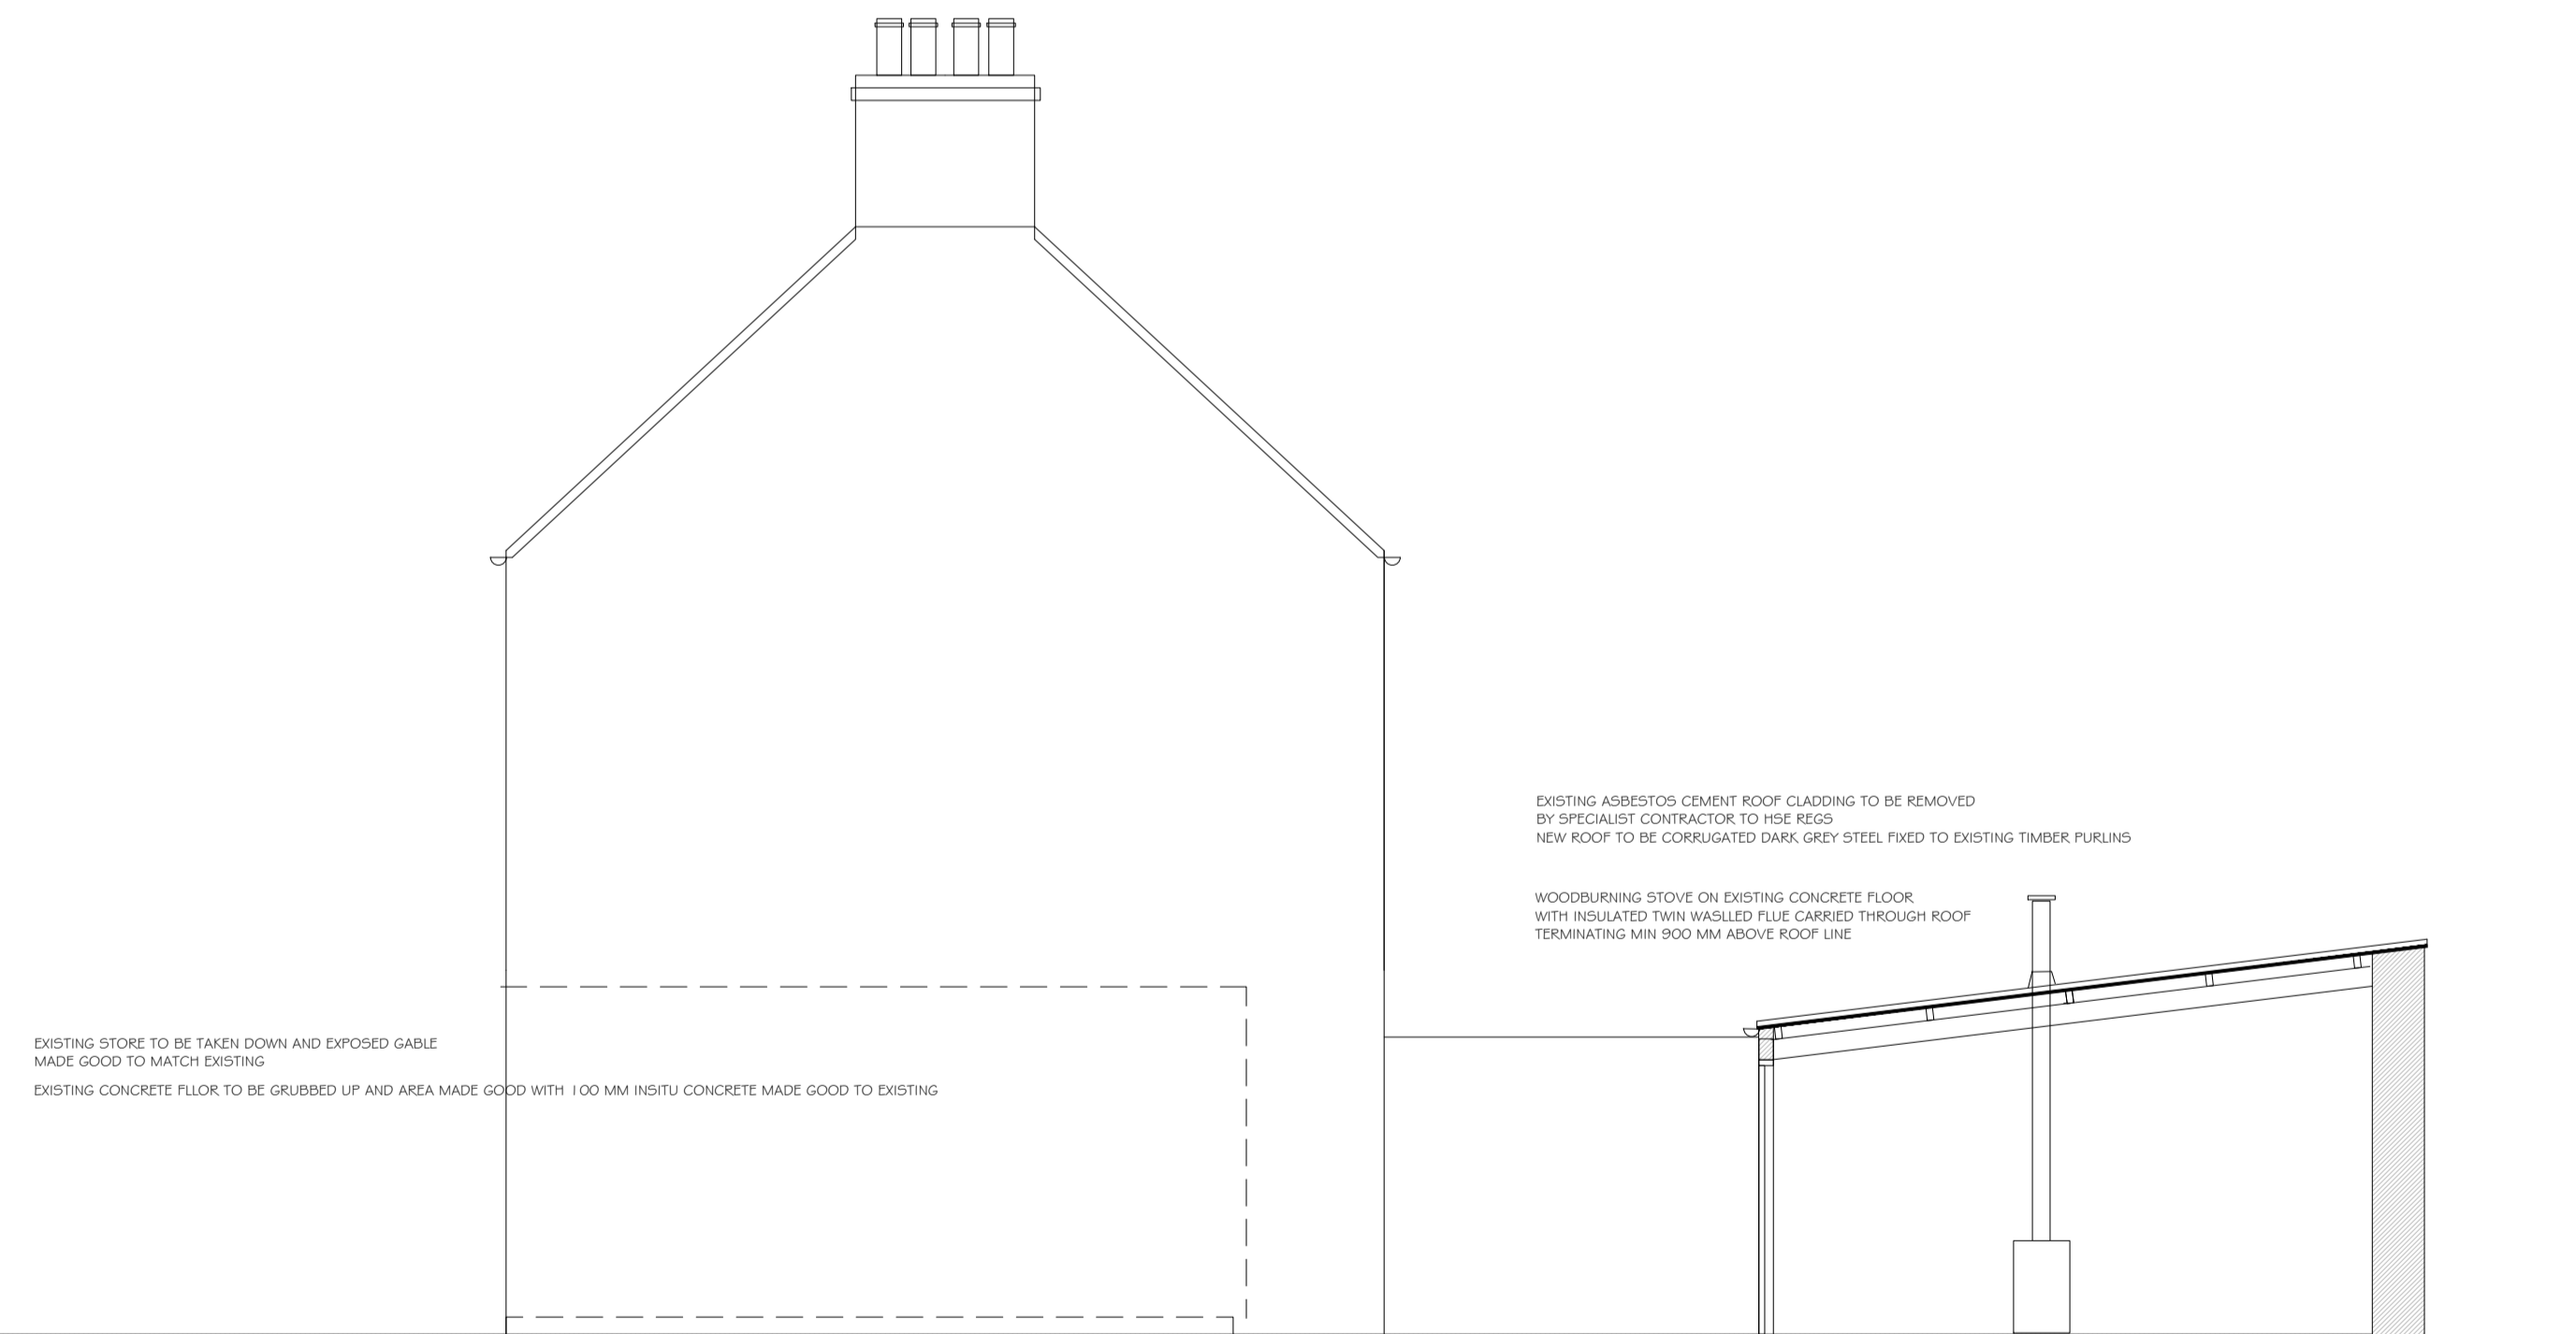 EXISTING ASBESTOS CEMENT ROOF CLADDING TO BE REMOVED
BY SPECIALIST CONTRACTOR TO HSE REGS
NEW ROOF TO BE CORRUGATED DARK GREY STEEL FIXED TO EXISTING TIMBER PURLINS
WOODBURNING STOVE ON EXISTING CONCRETE FLOOR
WITH INSULATED TWIN WASLLED FLUE CARRIED THROUGH ROOF
TERMINATING MIN 900 MM ABOVE ROOF LINE
EXISTING STORE TO BE TAKEN DOWN AND EXPOSED GABLE
MADE GOOD TO MATCH EXISTING
EXISTING CONCRETE FLLOR TO BE GRUBBED UP AND AREA MADE GOOD WITH 100 MM INSITU CONCRETE MADE GOOD TO EXISTING